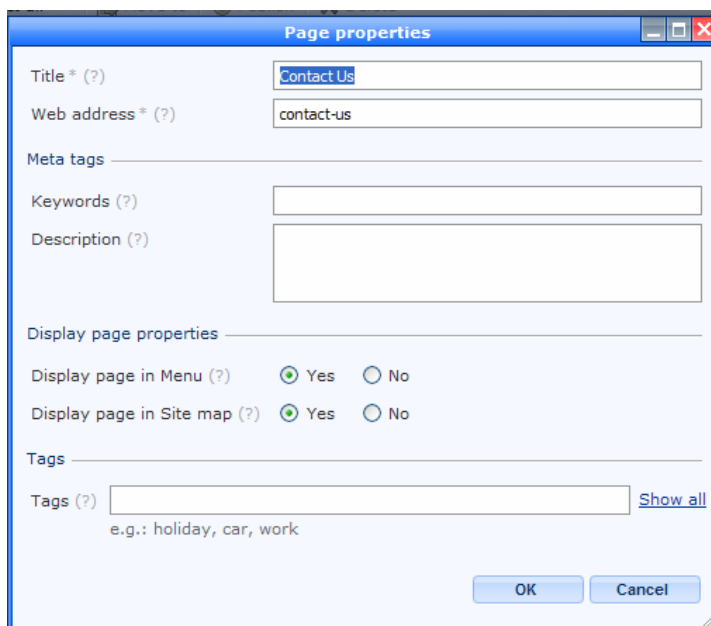 Page properties
Title * (?)
Contact Us
Web address * (?)
contact-us
Meta tags
Keywords (?)
Description (?)
Display page properties
Display page in Menu (?) Yes No
Display page in Site map (?) Yes No
Tags
Tags (?) Show all
e.g.: holiday, car, work
OK Cancel